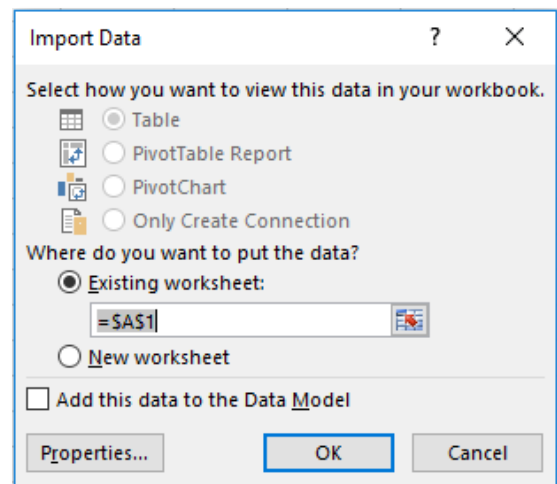 Import Data ? X
Select how you want to view this data in your workbook.
Table
PivotTable Report
PivotChart
Only Create Connection
Where do you want to put the data?
Existing worksheet:
=$A$1
New worksheet
Add this data to the Data Model
Properties... OK Cancel